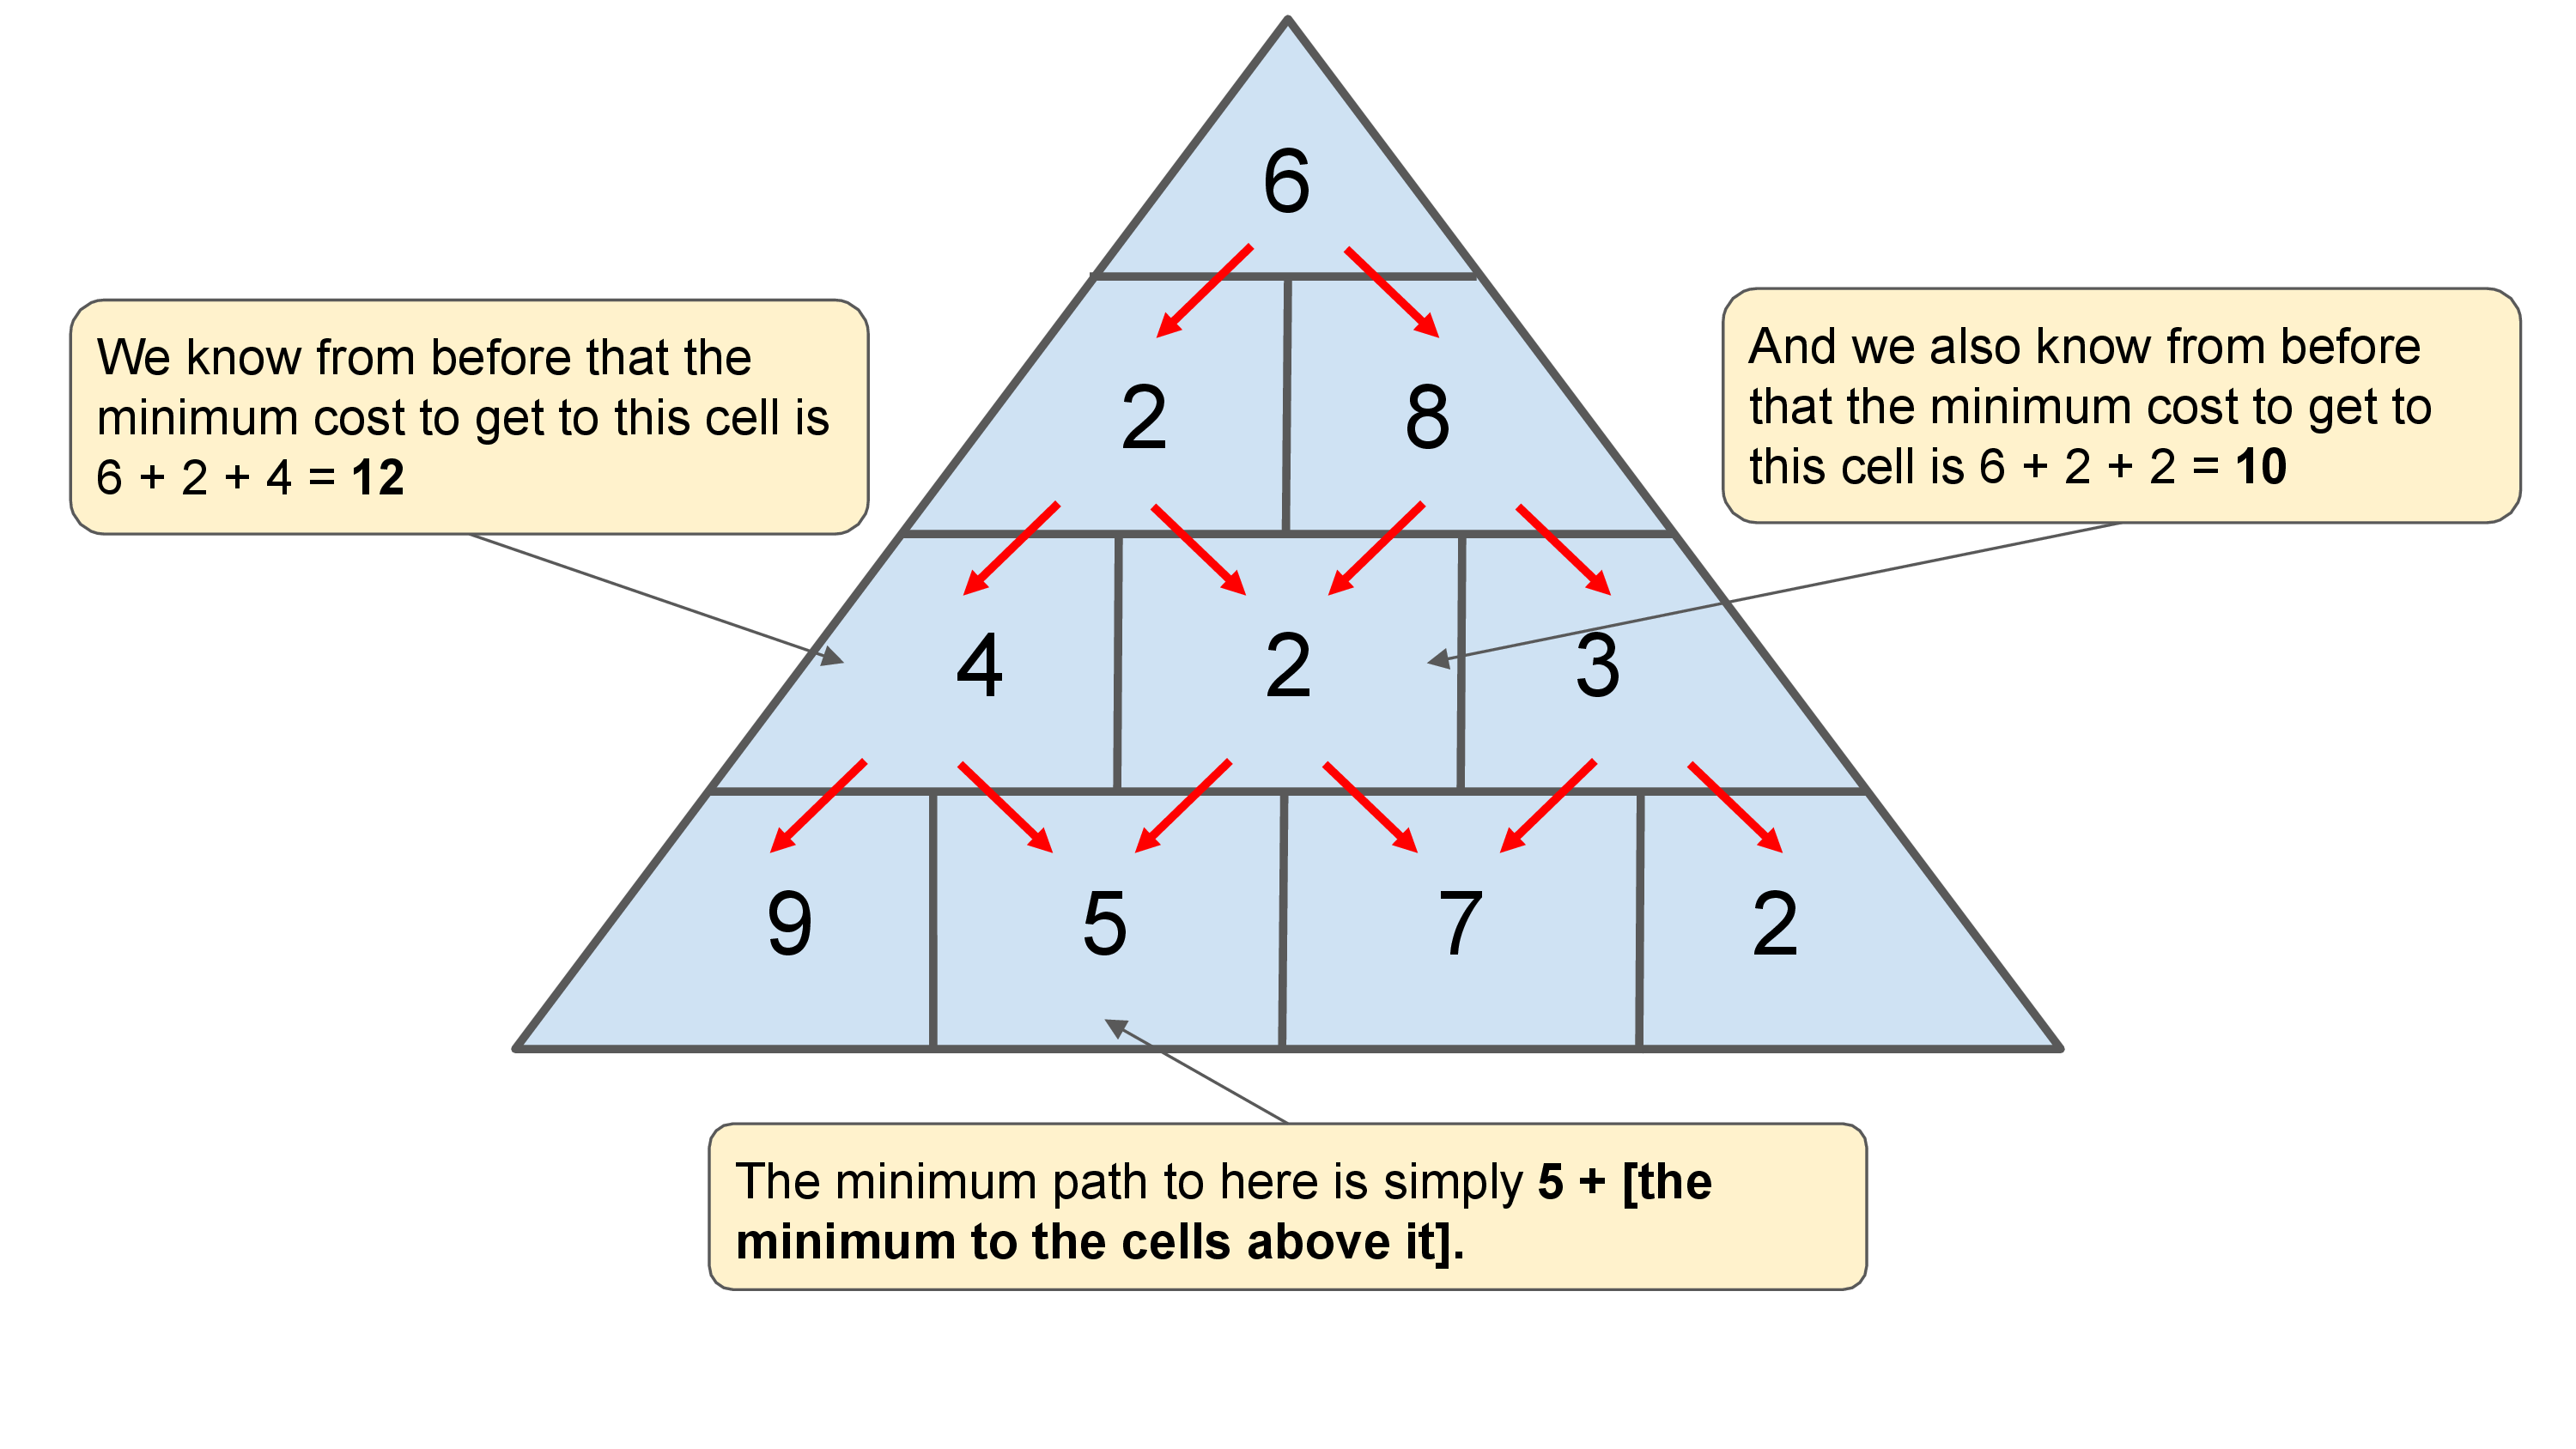 6
We know from before that the
minimum cost to get to this cell is
6 + 2 + 4 = 12
And we also know from before
that the minimum cost to get to
this cell is 6 + 2 + 2 = 10
2 8
4 2 3
9 5 7 2
The minimum path to here is simply 5 + [the
minimum to the cells above it].